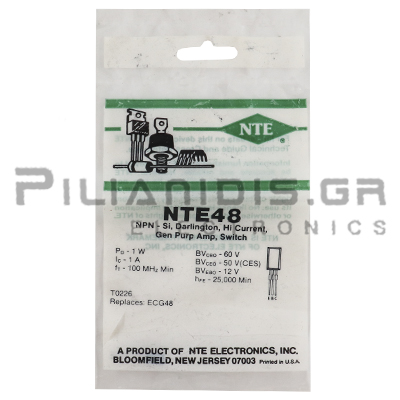 NTE
®
PILIANIDIS.GR
ELECTRONICS
NTE48
NPN - Si, Darlington, Hi Current,
Gen Purp Amp, Switch
PD - 1 W
IC - 1 A
fT - 100 MHz Min
BVCBO - 60 V
BVCEO - 50 V(CES)
BVEBO - 12 V
hFE - 25,000 Min
E B C
TO226
Replaces: ECG48
A PRODUCT OF NTE ELECTRONICS, INC.
BLOOMFIELD, NEW JERSEY 07003 Printed in U.S.A.